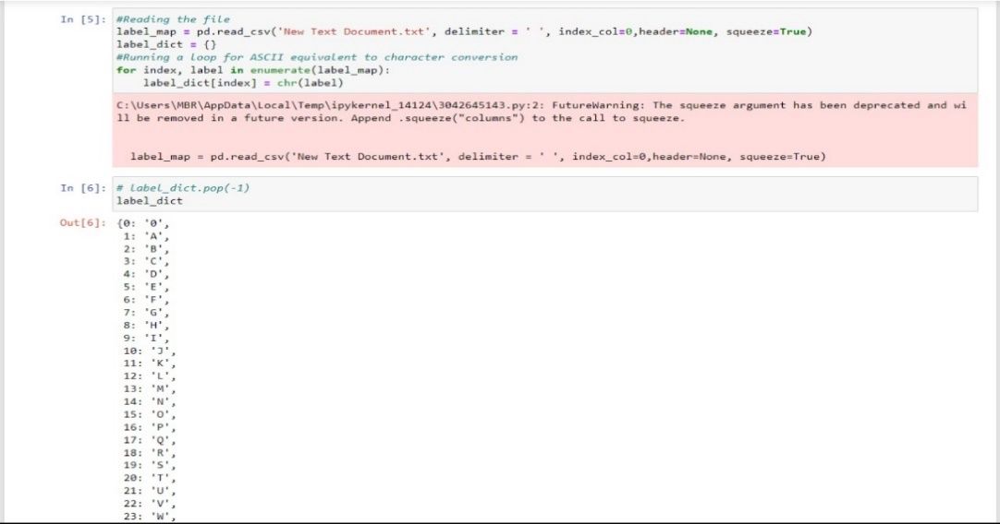 In [5]: #Reading the file
label_map = pd.read_csv('New Text Document.txt', delimiter = ' ', index_col=0,header=None, squeeze=True)
label_dict = {}
#Running a loop for ASCII equivalent to character conversion
for index, label in enumerate(label_map):
    label_dict[index] = chr(label)
C:\Users\MBR\AppData\Local\Temp\ipykernel_14124\3042645143.py:2: FutureWarning: The squeeze argument has been deprecated and wi
ll be removed in a future version. Append .squeeze("columns") to the call to squeeze.
label_map = pd.read_csv('New Text Document.txt', delimiter = ' ', index_col=0,header=None, squeeze=True)
In [6]: # label_dict.pop(-1)
label_dict
Out[6]: {0: '0',
1: 'A',
2: 'B',
3: 'C',
4: 'D',
5: 'E',
6: 'F',
7: 'G',
8: 'H',
9: 'I',
10: 'J',
11: 'K',
12: 'L',
13: 'M',
14: 'N',
15: 'O',
16: 'P',
17: 'Q',
18: 'R',
19: 'S',
20: 'T',
21: 'U',
22: 'V',
23: 'W',